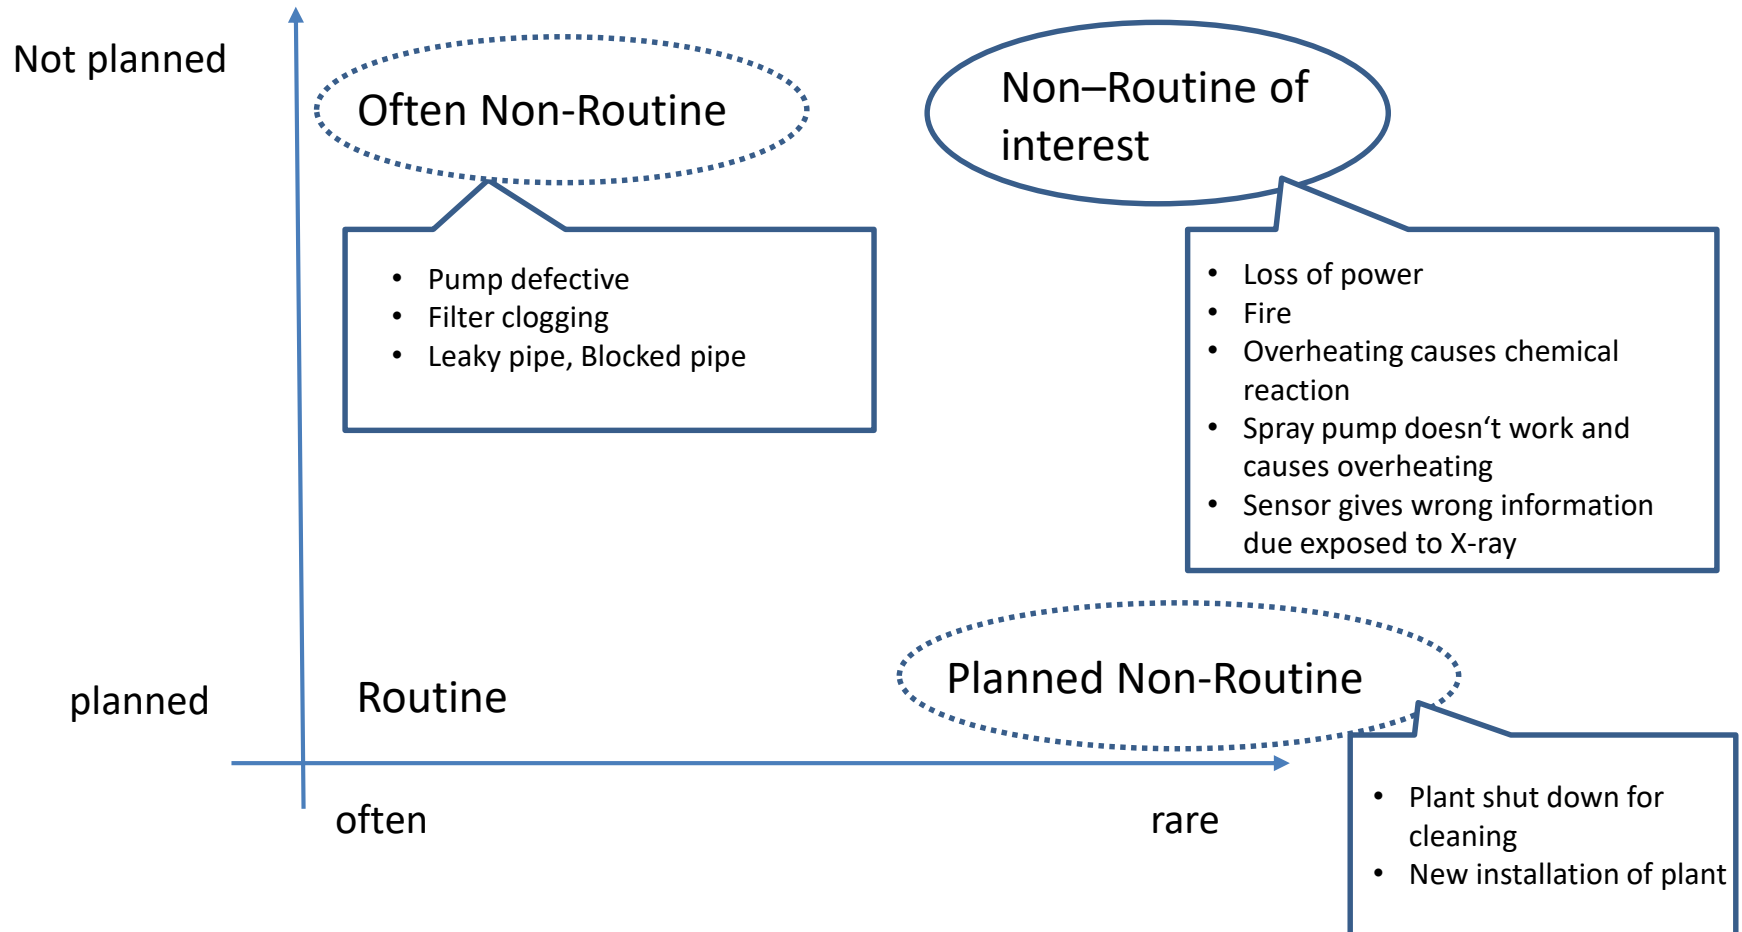 Not planned
Often Non-Routine
Non–Routine of
interest
• Pump defective
• Filter clogging
• Leaky pipe, Blocked pipe
• Loss of power
• Fire
• Overheating causes chemical
reaction
• Spray pump doesn‘t work and
causes overheating
• Sensor gives wrong information
due exposed to X-ray
planned
Routine
Planned Non-Routine
often
rare
• Plant shut down for
cleaning
• New installation of plant